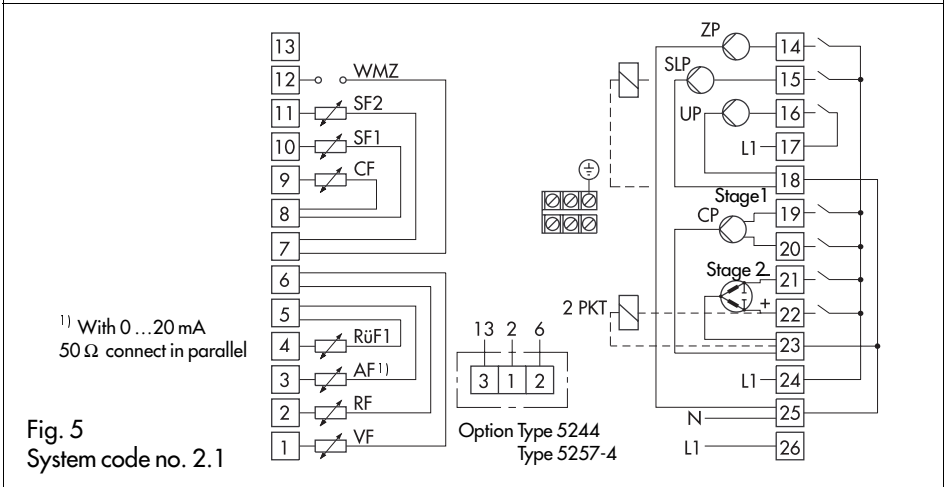 13
12 WMZ
11 SF2
10 SF1
9 CF
8
7
6
5
4 RüF1
3 AF 1)
2 RF
1 VF
1) With 0 ...20 mA
50 Ω connect in parallel
Fig. 5
System code no. 2.1
13 2 6
3 1 2
Option Type 5244
Type 5257-4
ZP 14
SLP 15
UP 16
L1 17
18
Stage1
CP 19
20
Stage 2 – 21
2 PKT + 22
23
L1 24
N 25
L1 26